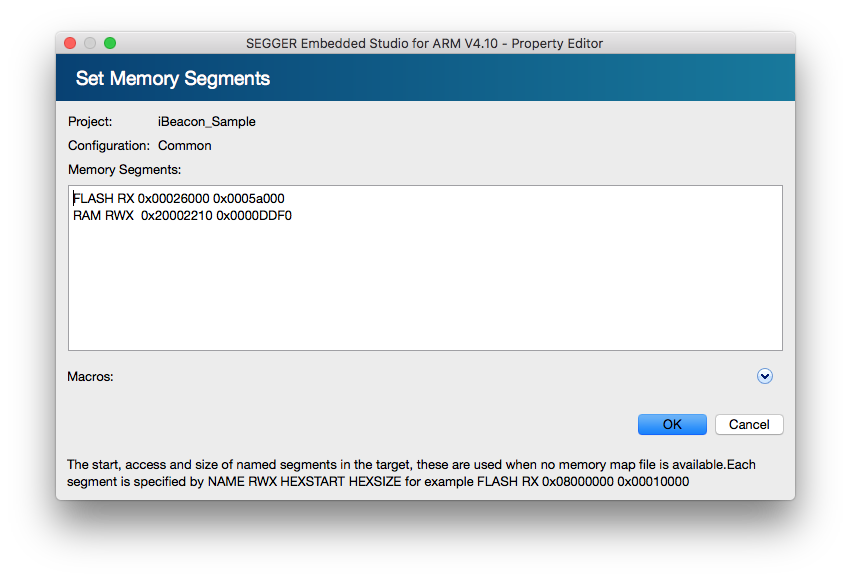 SEGGER Embedded Studio for ARM V4.10 - Property Editor
Set Memory Segments
Project: iBeacon_Sample
Configuration: Common
Memory Segments:
FLASH RX 0x00026000 0x0005a000
RAM RWX  0x20002210 0x0000DDF0
Macros:
OK Cancel
The start, access and size of named segments in the target, these are used when no memory map file is available.Each
segment is specified by NAME RWX HEXSTART HEXSIZE for example FLASH RX 0x08000000 0x00010000